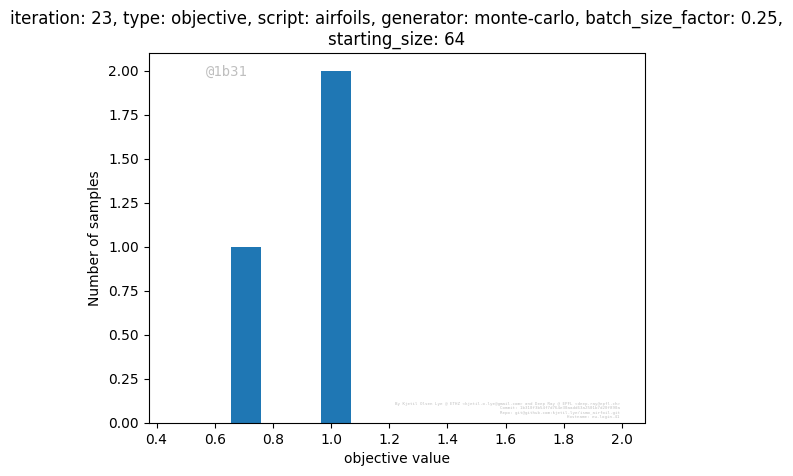 iteration: 23, type: objective, script: airfoils, generator: monte-carlo, batch_size_factor: 0.25,
starting_size: 64
@1b31
2.00
1.75
1.50
1.25
1.00
0.75
0.50
0.25
0.00
Number of samples
0.4 0.6 0.8 1.0 1.2 1.4 1.6 1.8 2.0
objective value